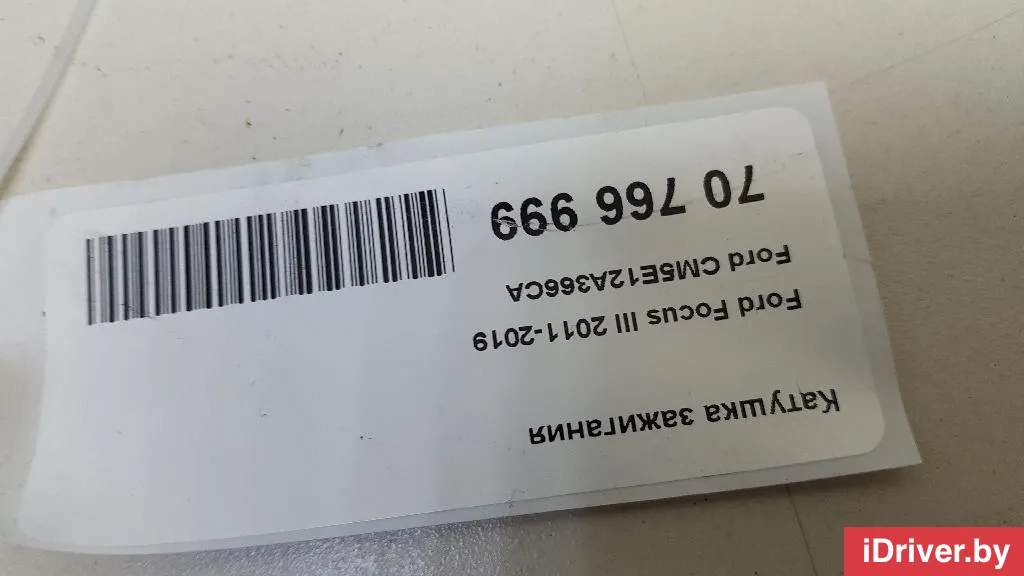 Катушка зажигания
Ford Focus III 2011-2019
Ford CM5E12A366CA
70 766 999
iDriver.by